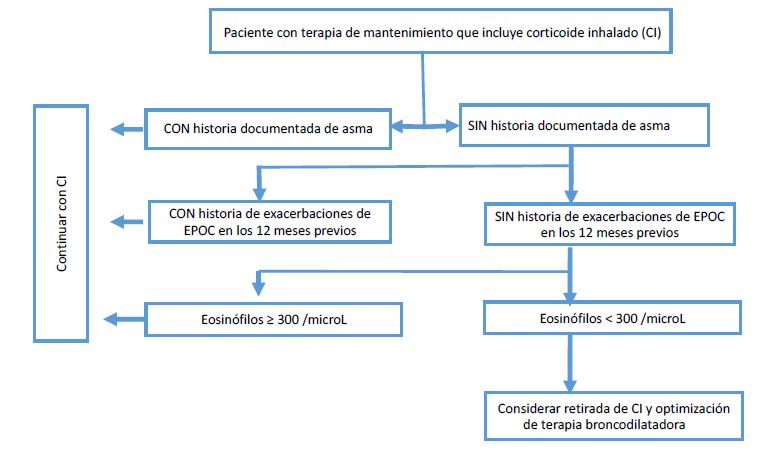 Paciente con terapia de mantenimiento que incluye corticoide inhalado (CI)
CON historia documentada de asma
SIN historia documentada de asma
Continuar con CI
CON historia de exacerbaciones de
EPOC en los 12 meses previos
SIN historia de exacerbaciones de EPOC
en los 12 meses previos
Eosinófilos ≥ 300 /microL
Eosinófilos < 300 /microL
Considerar retirada de CI y optimización
de terapia broncodilatadora